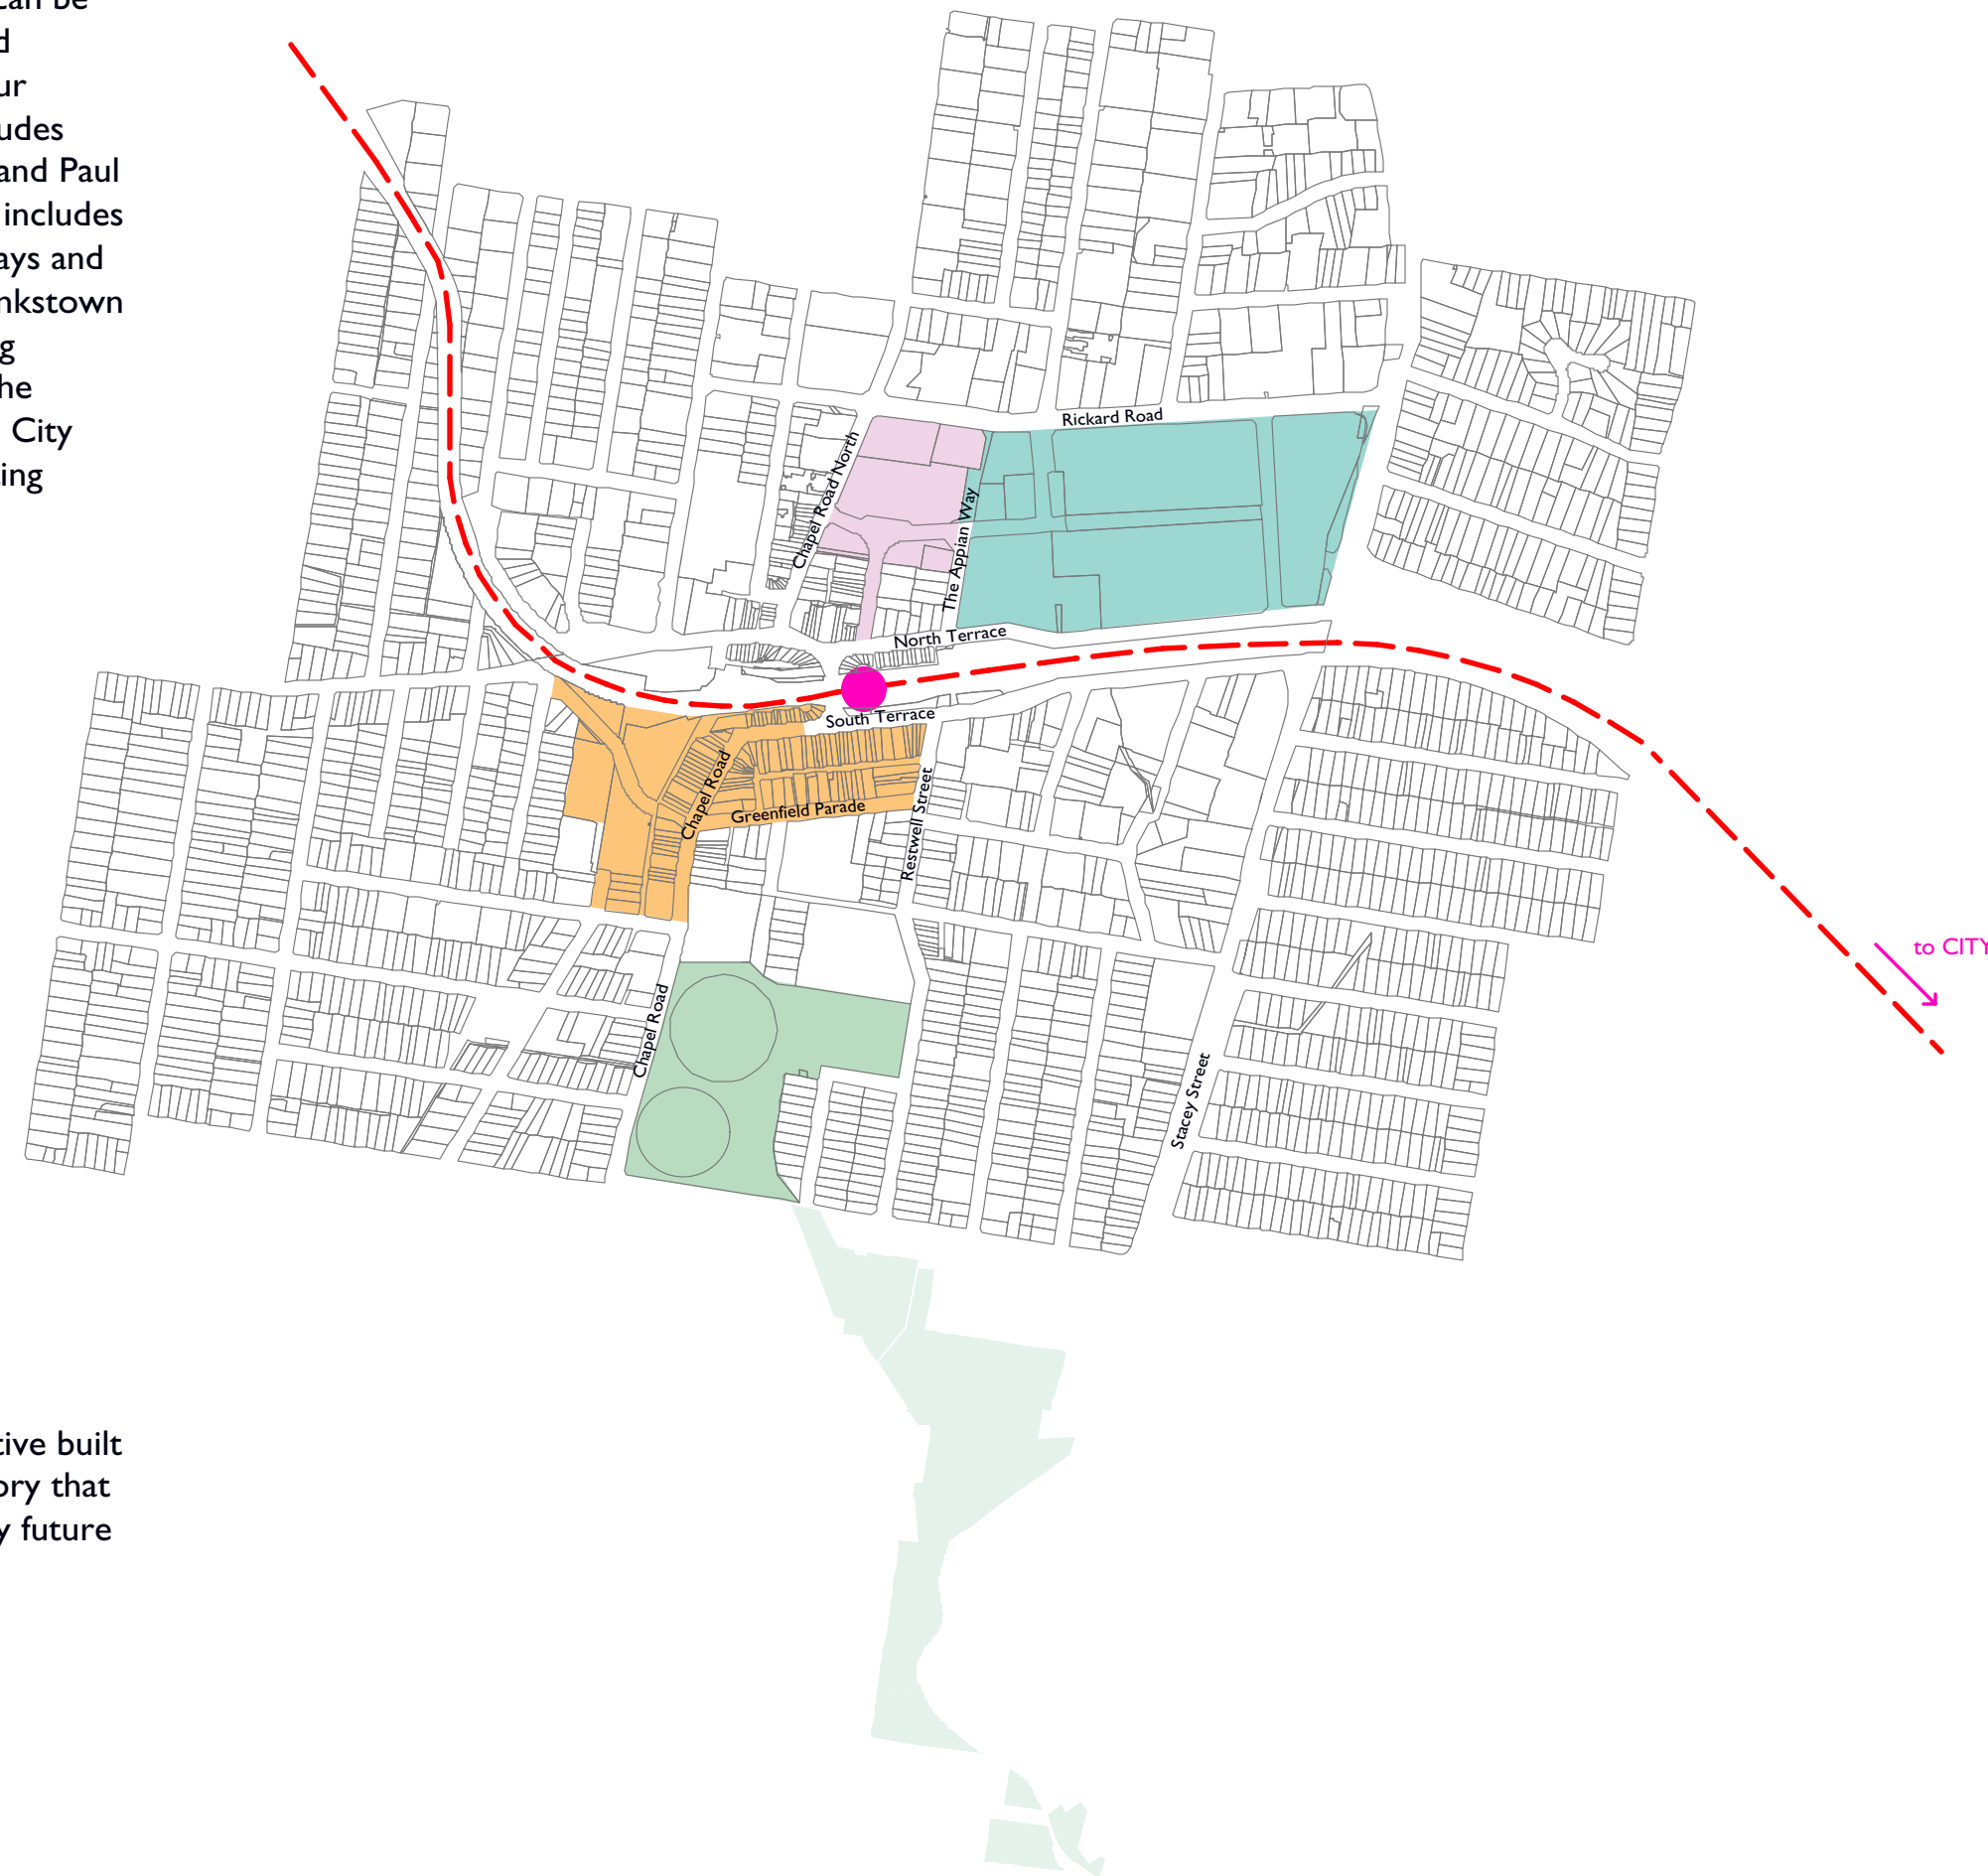 can be
d
ur
udes
and Paul
includes
ays and
nkstown
g
he
City
ing
Rickard Road
Chapel Road North
The Appian Way
North Terrace
South Terrace
Chapel Road
Greenfield Parade
Restwell Street
to CITY
Chapel Road
Stacey Street
tive built
ory that
y future